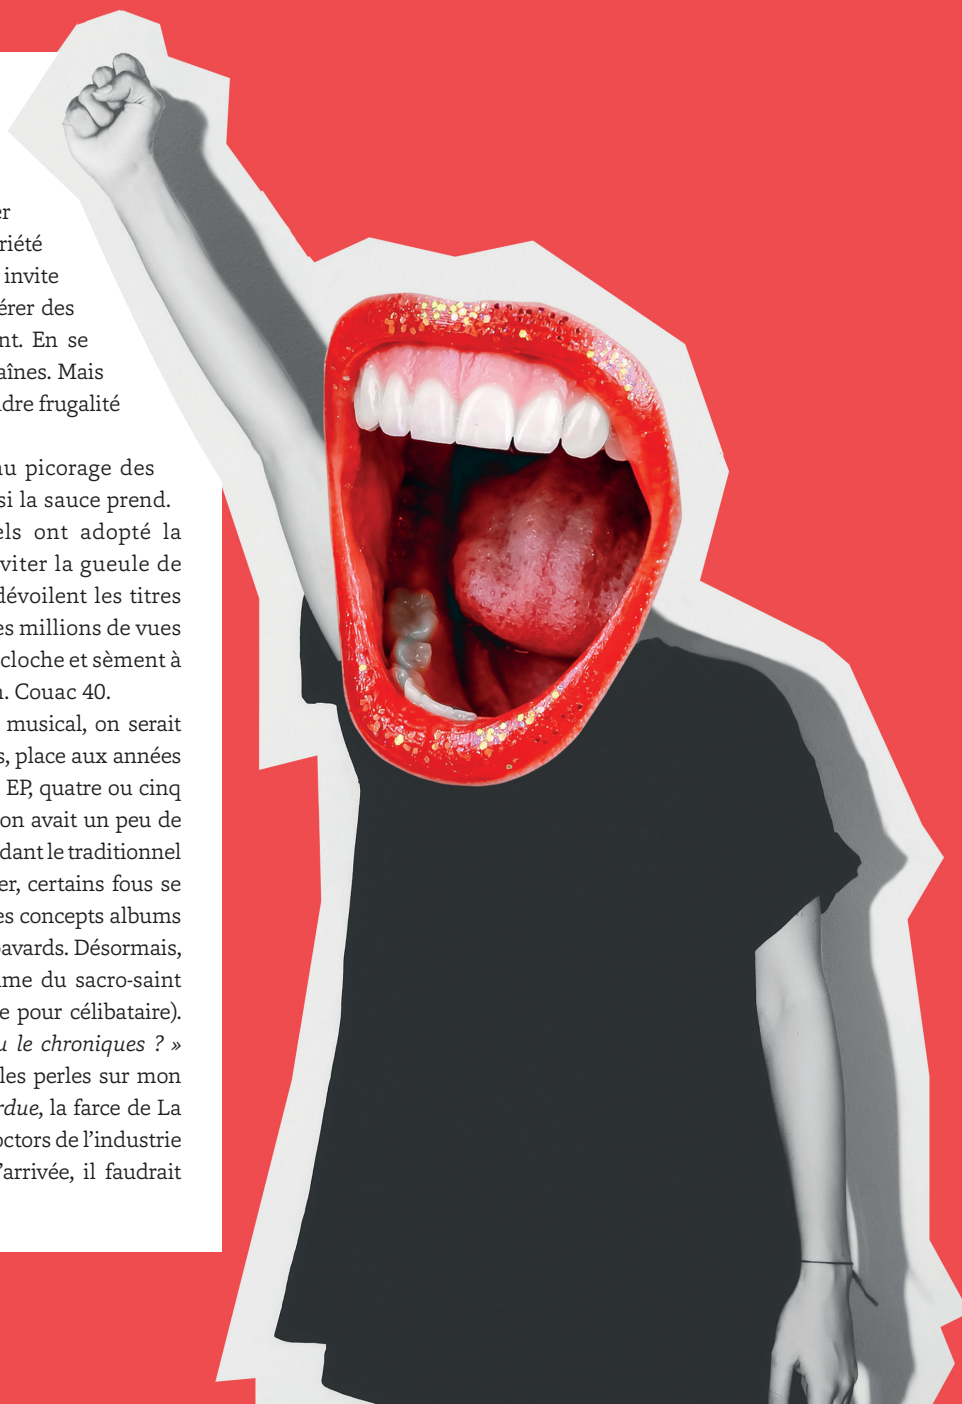 er
riété
invite
érer des
nt. En se
aînes. Mais
dre frugalité
au picorage des
si la sauce prend.
els ont adopté la
viter la gueule de
dévoilent les titres
es millions de vues
cloche et sèment à
n. Couac 40.
musical, on serait
s, place aux années
EP, quatre ou cinq
on avait un peu de
dant le traditionnel
er, certains fous se
es concepts albums
bavards. Désormais,
me du sacro-saint
e pour célibataire).
u le chroniques ? »
les perles sur mon
rdue, la farce de La
octors de l’industrie
’arrivée, il faudrait